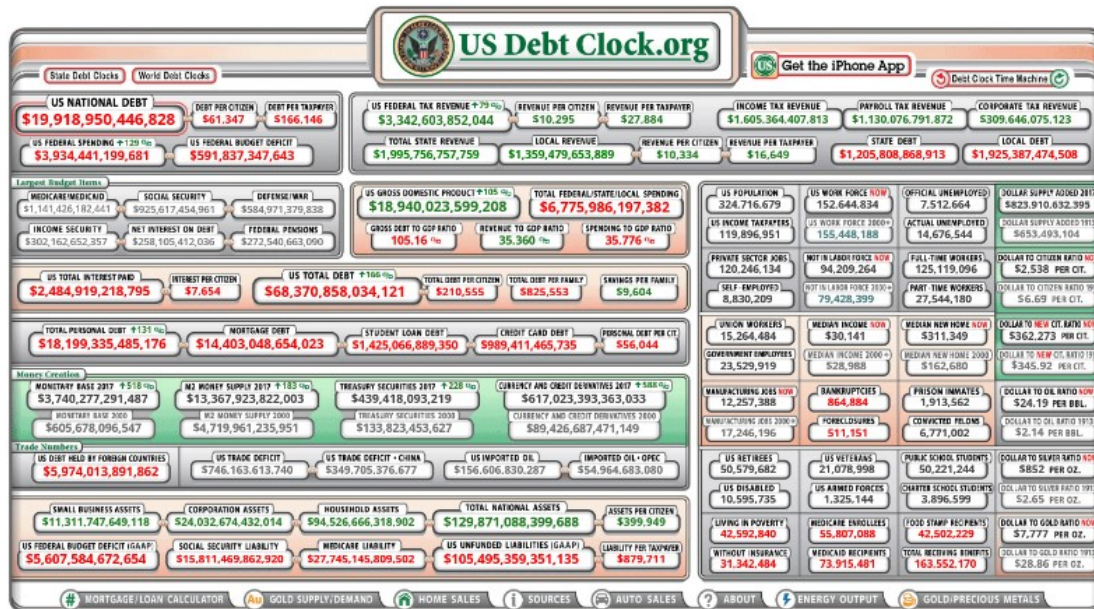 US Debt Clock.org
State Debt Clocks World Debt Clocks
US Get the iPhone App
Debt Clock Time Machine
US NATIONAL DEBT DEBT PER CITIZEN DEBT PER TAXPAYER
$19,918,950,446,828 $61,347 $166,146
US FEDERAL SPENDING ↑129 % US FEDERAL BUDGET DEFICIT
$3,934,441,199,681 $591,837,347,643
US FEDERAL TAX REVENUE ↑79 % REVENUE PER CITIZEN REVENUE PER TAXPAYER INCOME TAX REVENUE PAYROLL TAX REVENUE CORPORATE TAX REVENUE
$3,342,603,852,044 $10,295 $27,884 $1,605,364,407,813 $1,130,076,791,872 $309,646,075,123
TOTAL STATE REVENUE LOCAL REVENUE REVENUE PER CITIZEN REVENUE PER TAXPAYER STATE DEBT LOCAL DEBT
$1,995,756,757,759 $1,359,479,653,889 $10,334 $16,649 $1,205,808,868,913 $1,925,387,474,508
Largest Budget Items
MEDICARE/MEDICAID SOCIAL SECURITY DEFENSE/WAR
$1,141,426,182,441 $925,617,454,961 $584,971,379,838
INCOME SECURITY NET INTEREST ON DEBT FEDERAL PENSIONS
$302,162,652,357 $258,105,412,036 $272,540,663,090
US GROSS DOMESTIC PRODUCT ↑105 % TOTAL FEDERAL/STATE/LOCAL SPENDING
$18,940,023,599,208 $6,775,986,197,382
GROSS DEBT TO GDP RATIO REVENUE TO GDP RATIO SPENDING TO GDP RATIO
105.16 % 35.360 % 35.776 %
US TOTAL INTEREST PAID INTEREST PER CITIZEN US TOTAL DEBT ↑166 % TOTAL DEBT PER CITIZEN TOTAL DEBT PER FAMILY SAVINGS PER FAMILY
$2,484,919,218,795 $7,654 $68,370,858,034,121 $210,555 $825,553 $9,604
TOTAL PERSONAL DEBT ↑131 % MORTGAGE DEBT STUDENT LOAN DEBT CREDIT CARD DEBT PERSONAL DEBT PER CIT.
$18,199,335,485,176 $14,403,048,654,023 $1,425,066,889,350 $989,411,465,735 $56,044
Money Creation
MONETARY BASE 2017 ↑518 % M2 MONEY SUPPLY 2017 ↑183 % TREASURY SECURITIES 2017 ↑228 % CURRENCY AND CREDIT DERIVATIVES 2017 ↑588 %
$3,740,277,291,487 $13,367,923,822,003 $439,418,093,219 $617,023,393,363,033
MONETARY BASE 2000 M2 MONEY SUPPLY 2000 TREASURY SECURITIES 2000 CURRENCY AND CREDIT DERIVATIVES 2000
$605,678,096,547 $4,719,961,235,951 $133,823,453,627 $89,426,687,471,149
Trade Numbers
US DEBT HELD BY FOREIGN COUNTRIES US TRADE DEFICIT US TRADE DEFICIT - CHINA US IMPORTED OIL IMPORTED OIL - OPEC
$5,974,013,891,862 $746,163,613,740 $349,705,376,677 $156,606,830,287 $54,964,683,080
SMALL BUSINESS ASSETS CORPORATION ASSETS HOUSEHOLD ASSETS TOTAL NATIONAL ASSETS ASSETS PER CITIZEN
$11,311,747,649,118 $24,032,674,432,014 $94,526,666,318,902 $129,871,088,399,688 $399,949
US FEDERAL BUDGET DEFICIT (GAAP) SOCIAL SECURITY LIABILITY MEDICARE LIABILITY US UNFUNDED LIABILITIES (GAAP) LIABILITY PER TAXPAYER
$5,607,584,672,654 $15,811,469,862,920 $27,745,145,809,502 $105,495,359,351,135 $879,711
US POPULATION US WORK FORCE NOW OFFICIAL UNEMPLOYED DOLLAR SUPPLY ADDED 2017
324,716,679 152,644,834 7,512,664 $823,910,632,395
US INCOME TAXPAYERS US WORK FORCE 2000 ACTUAL UNEMPLOYED DOLLAR SUPPLY ADDED 1913
119,896,951 155,448,188 14,676,544 $653,493,104
PRIVATE SECTOR JOBS NOT IN LABOR FORCE NOW FULL-TIME WORKERS DOLLAR TO CITIZEN RATIO NOW
120,246,134 94,209,264 125,119,096 $2,538 PER CIT.
SELF-EMPLOYED NOT IN LABOR FORCE 2000 PART-TIME WORKERS DOLLAR TO CITIZEN RATIO
8,830,209 79,428,399 27,544,180 $6.69 PER CIT.
UNION WORKERS MEDIAN INCOME NOW MEDIAN NEW HOME NOW DOLLAR TO NEW CIT. RATIO NOW
15,264,484 $30,141 $311,349 $362,273 PER CIT.
GOVERNMENT EMPLOYEES MEDIAN INCOME 2000 MEDIAN NEW HOME 2000 DOLLAR TO NEW CIT. RATIO
23,529,919 $28,988 $162,680 $345.92 PER CIT.
MANUFACTURING JOBS NOW BANKRUPTCIES PRISON INMATES DOLLAR TO OIL RATIO NOW
12,257,388 864,884 1,913,562 $24.19 PER BBL.
MANUFACTURING JOBS 2000 FORECLOSURES CONVICTED FELONS DOLLAR TO OIL RATIO
17,246,196 511,151 6,771,002 $2.14 PER BBL.
US RETIREES US VETERANS PUBLIC SCHOOL STUDENTS DOLLAR TO SILVER RATIO NOW
50,579,682 21,078,998 50,221,244 $852 PER OZ.
US DISABLED US ARMED FORCES CHARTER SCHOOL STUDENTS DOLLAR TO SILVER RATIO
10,595,735 1,325,144 3,896,599 $2.65 PER OZ.
LIVING IN POVERTY MEDICARE ENROLLEES FOOD STAMP RECIPIENTS DOLLAR TO GOLD RATIO NOW
42,592,840 55,807,088 42,502,229 $7,777 PER OZ.
WITHOUT INSURANCE MEDICAID RECIPIENTS TOTAL RECEIVING BENEFITS DOLLAR TO GOLD RATIO
31,342,484 73,915,481 163,552,170 $28.86 PER OZ.
# MORTGAGE/LOAN CALCULATOR Au GOLD SUPPLY/DEMAND HOME SALES i SOURCES AUTO SALES ? ABOUT ENERGY OUTPUT GOLD/PRECIOUS METALS